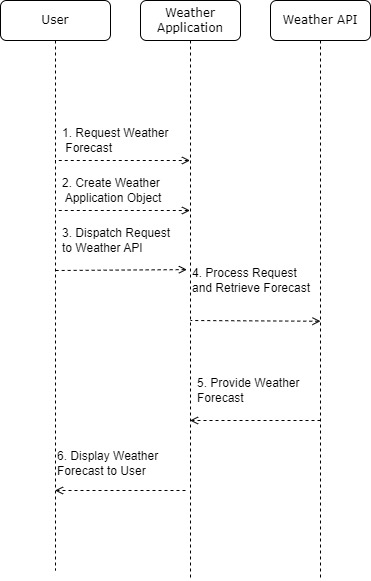 User
Weather
Application
Weather API
1. Request Weather
Forecast
2. Create Weather
Application Object
3. Dispatch Request
to Weather API
4. Process Request
and Retrieve Forecast
5. Provide Weather
Forecast
6. Display Weather
Forecast to User